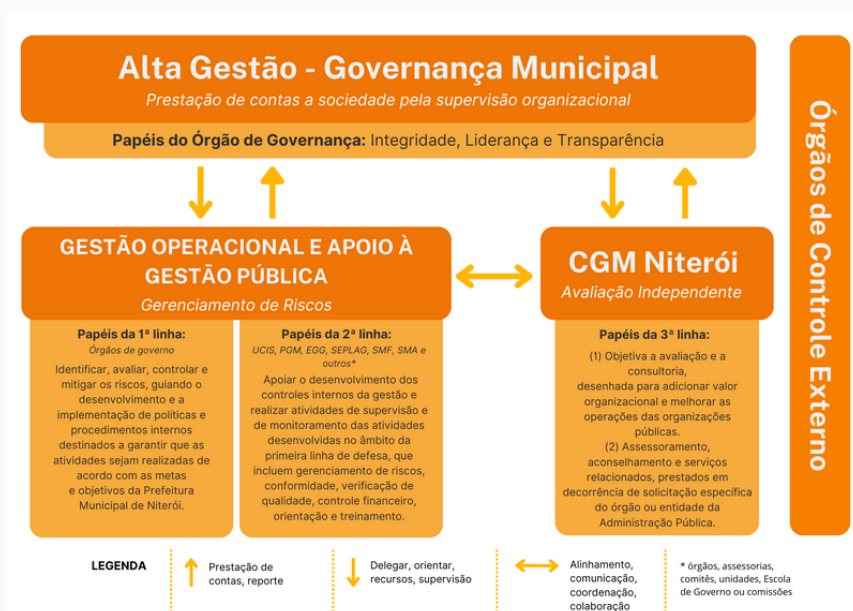 Alta Gestão - Governança Municipal
Prestação de contas a sociedade pela supervisão organizacional
Papéis do Órgão de Governança: Integridade, Liderança e Transparência
GESTÃO OPERACIONAL E APOIO À
GESTÃO PÚBLICA
Gerenciamento de Riscos
Papéis da 1ª linha:
Órgãos de governo
Identificar, avaliar, controlar e
mitigar os riscos, guiando o
desenvolvimento e a
implementação de políticas e
procedimentos internos
destinados a garantir que as
atividades sejam realizadas de
acordo com as metas
e objetivos da Prefeitura
Municipal de Niterói.
Papéis da 2ª linha:
UCIS, PGM, EGG, SEPLAG, SMF, SMA e
outros*
Apoiar o desenvolvimento dos
controles internos da gestão e
realizar atividades de supervisão e
de monitoramento das atividades
desenvolvidas no âmbito da
primeira linha de defesa, que
incluem gerenciamento de riscos,
conformidade, verificação de
qualidade, controle financeiro,
orientação e treinamento.
CGM Niterói
Avaliação Independente
Papéis da 3ª linha:
(1) Objetiva a avaliação e a
consultoria,
desenhada para adicionar valor
organizacional e melhorar as
operações das organizações
públicas.
(2) Assessoramento,
aconselhamento e serviços
relacionados, prestados em
decorrência de solicitação específica
do órgão ou entidade da
Administração Pública.
Órgãos de Controle Externo
LEGENDA
Prestação de
contas, reporte
Delegar, orientar,
recursos, supervisão
Alinhamento,
comunicação,
coordenação,
colaboração
* órgãos, assessorias,
comitês, unidades, Escola
de Governo ou comissões